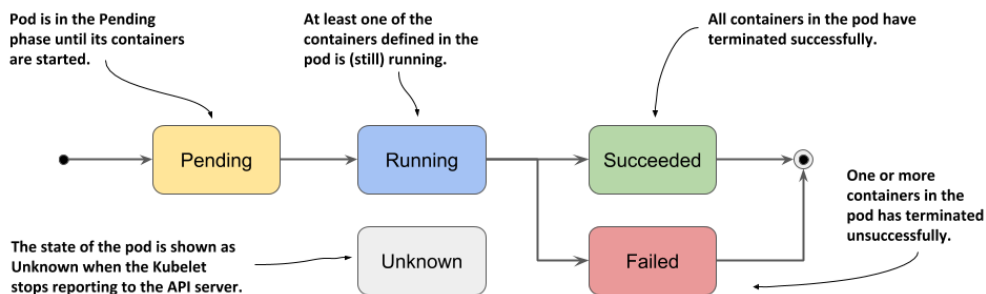 Pod is in the Pending
phase until its containers
are started.
At least one of the
containers defined in the
pod is (still) running.
All containers in the pod have
terminated successfully.
Pending
Running
Succeeded
One or more
containers in the
pod has terminated
unsuccessfully.
The state of the pod is shown as
Unknown when the Kubelet
stops reporting to the API server.
Unknown
Failed